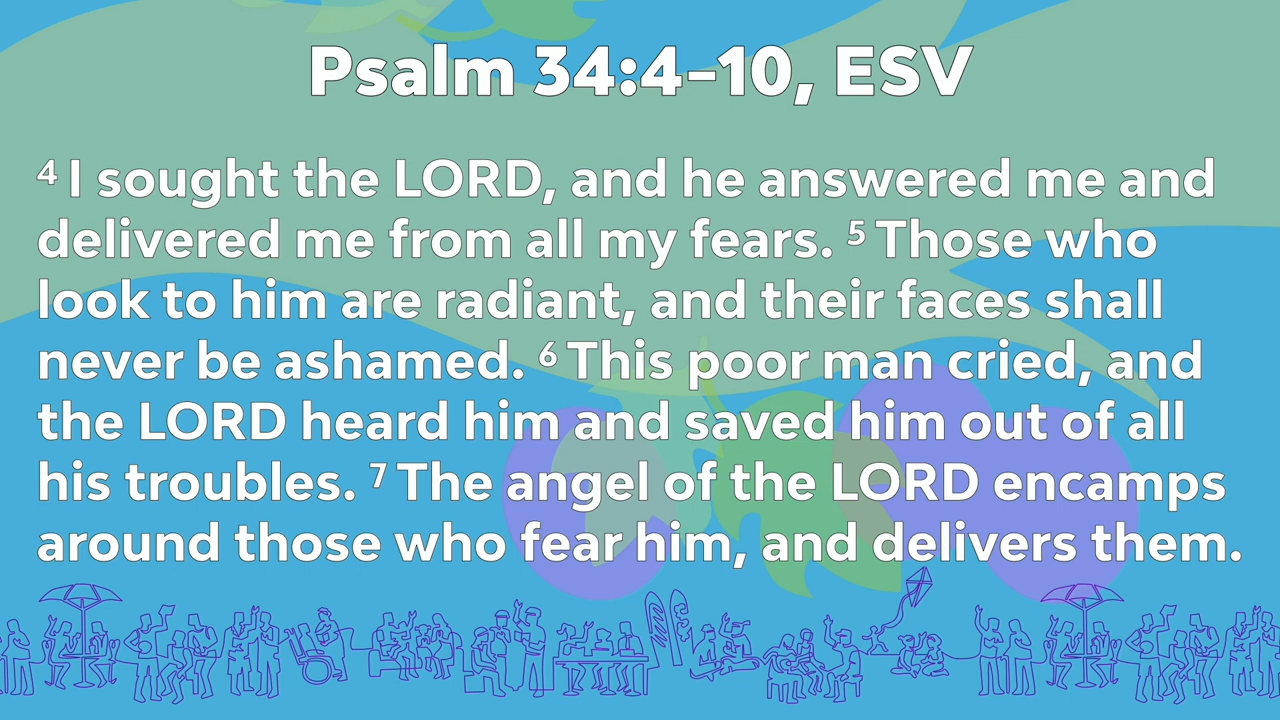 Psalm 34:4–10, ESV
4 I sought the LORD, and he answered me and
delivered me from all my fears. 5 Those who
look to him are radiant, and their faces shall
never be ashamed. 6 This poor man cried, and
the LORD heard him and saved him out of all
his troubles. 7 The angel of the LORD encamps
around those who fear him, and delivers them.